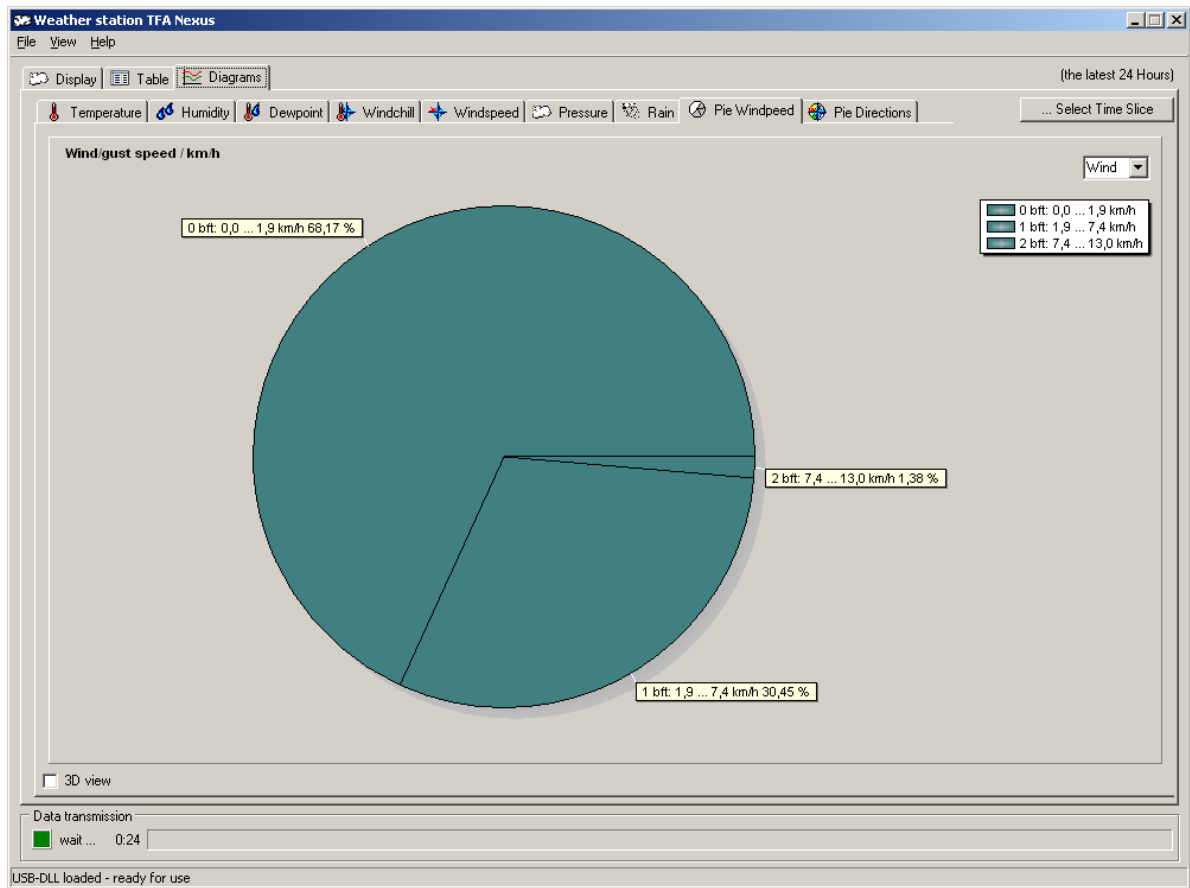 Weather station TFA Nexus
File View Help
Display Table Diagrams (the latest 24 Hours)
Temperature Humidity Dewpoint Windchill Windspeed Pressure Rain Pie Windpeed Pie Directions ... Select Time Slice
Wind/gust speed / km/h
Wind
0 bft: 0,0 ... 1,9 km/h
1 bft: 1,9 ... 7,4 km/h
2 bft: 7,4 ... 13,0 km/h
0 bft: 0,0 ... 1,9 km/h 68,17 %
2 bft: 7,4 ... 13,0 km/h 1,38 %
1 bft: 1,9 ... 7,4 km/h 30,45 %
3D view
Data transmission
wait ... 0:24
USB-DLL loaded - ready for use